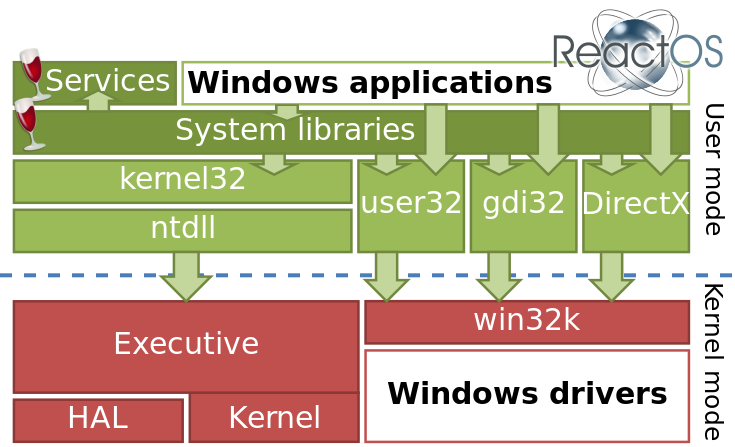 ReactOS
Services
Windows applications
System libraries
kernel32
user32
gdi32
DirectX
ntdll
User mode
Executive
win32k
Windows drivers
HAL
Kernel
Kernel mode